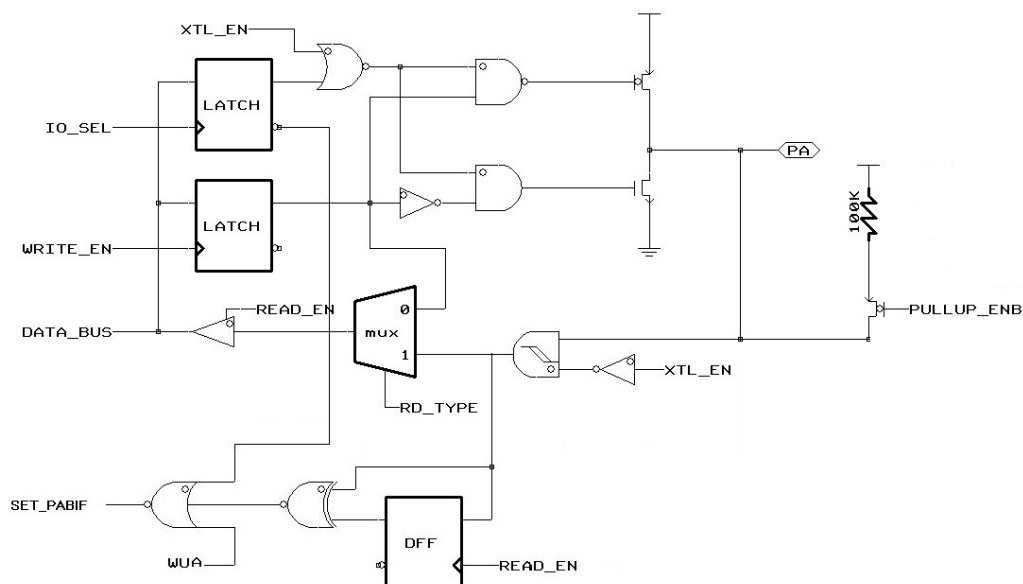 XTL_EN
LATCH
IO_SEL
PA
LATCH
100K
WRITE_EN
READ_EN
0
PULLUP_ENB
DATA_BUS
mux
1
XTL_EN
RD_TYPE
SET_PABIF
DFF
WUA
READ_EN